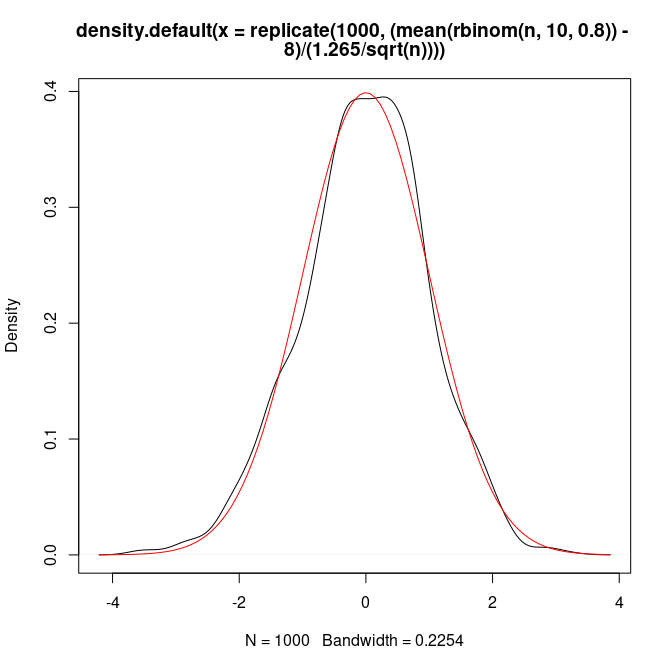 density.default(x = replicate(1000, (mean(rbinom(n, 10, 0.8)) -
8)/(1.265/sqrt(n))))
0.4
0.3
0.2
0.1
0.0
Density
-4 -2 0 2 4
N = 1000 Bandwidth = 0.2254